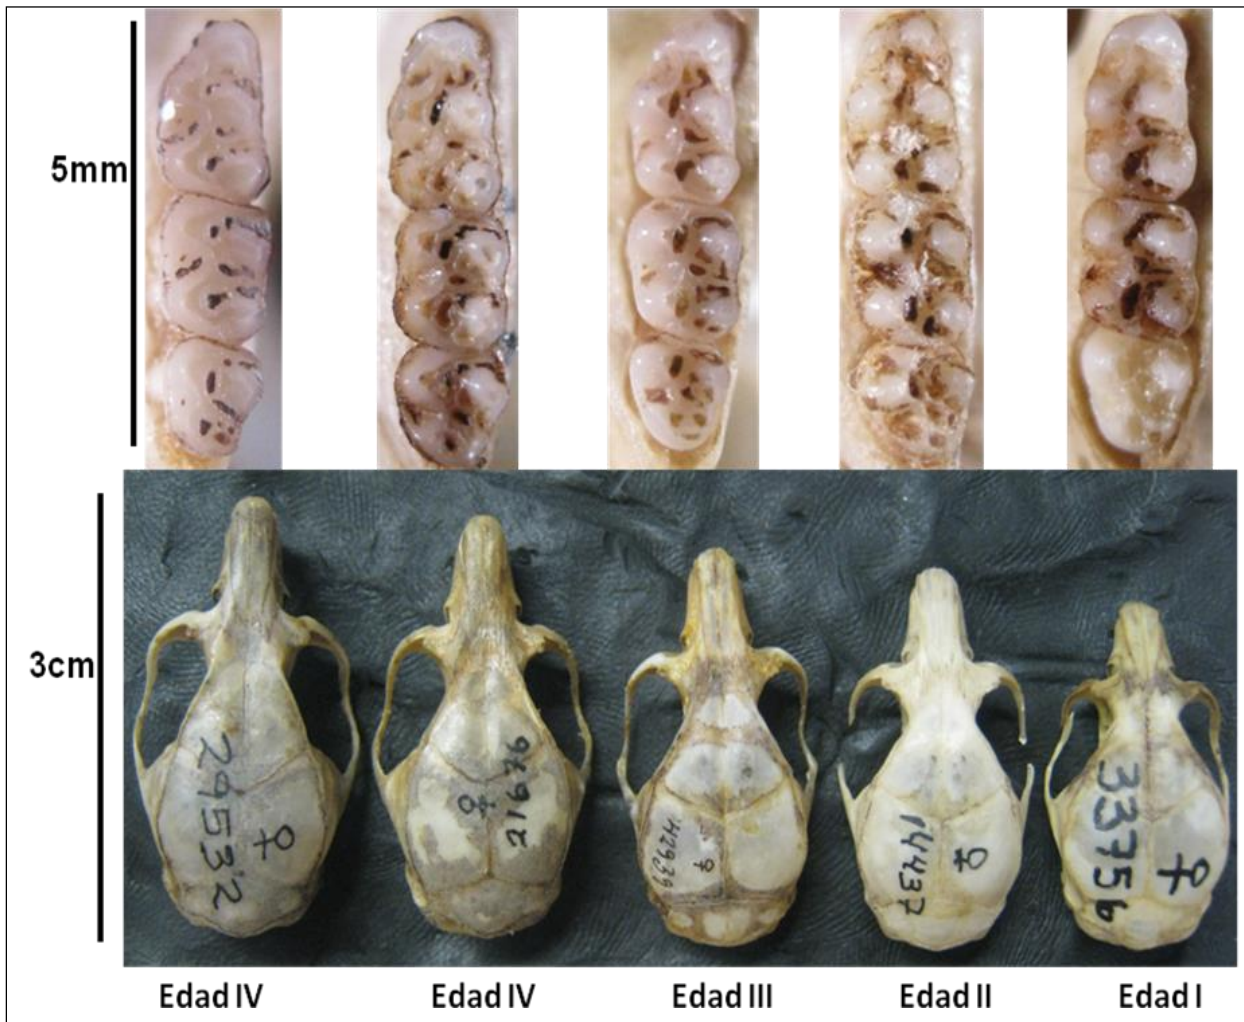 5mm
3cm
29532 ♀
21676 ♀
♀
14437 ♀
33756 ♀
Edad IV
Edad IV
Edad III
Edad II
Edad I